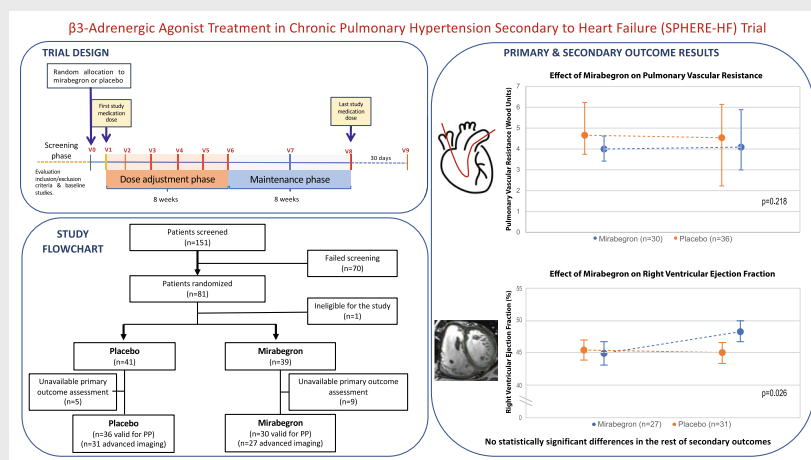 β3-Adrenergic Agonist Treatment in Chronic Pulmonary Hypertension Secondary to Heart Failure (SPHERE-HF) Trial
TRIAL DESIGN
Random allocation to
mirabegron or placebo
First study
medication
dose
Last study
medication
dose
Screening
phase
V0
V1
V2
V3
V4
V5
V6
V7
V8
V9
30 days
Evaluation
inclusion/exclusion
criteria & baseline
studies.
Dose adjustment phase
Maintenance phase
8 weeks
8 weeks
STUDY
FLOWCHART
Patients screened
(n=151)
Failed screening
(n=70)
Patients randomized
(n=81)
Ineligible for the study
(n=1)
Placebo
(n=41)
Mirabegron
(n=39)
Unavailable primary
outcome assessment
(n=5)
Unavailable primary outcome
assessment
(n=9)
Placebo
(n=36 valid for PP)
(n=31 advanced imaging)
Mirabegron
(n=30 valid for PP)
(n=27 advanced imaging)
PRIMARY & SECONDARY OUTCOME RESULTS
Effect of Mirabegron on Pulmonary Vascular Resistance
Pulmonary Vascular Resistance (Wood Units)
7
6
5
4
3
2
1
0
p=0.218
Mirabegron (n=30)
Placebo (n=36)
Effect of Mirabegron on Right Ventricular Ejection Fraction
Right Ventricular Ejection Fraction (%)
55
50
45
40
0
p=0.026
Mirabegron (n=27)
Placebo (n=31)
No statistically significant differences in the rest of secondary outcomes